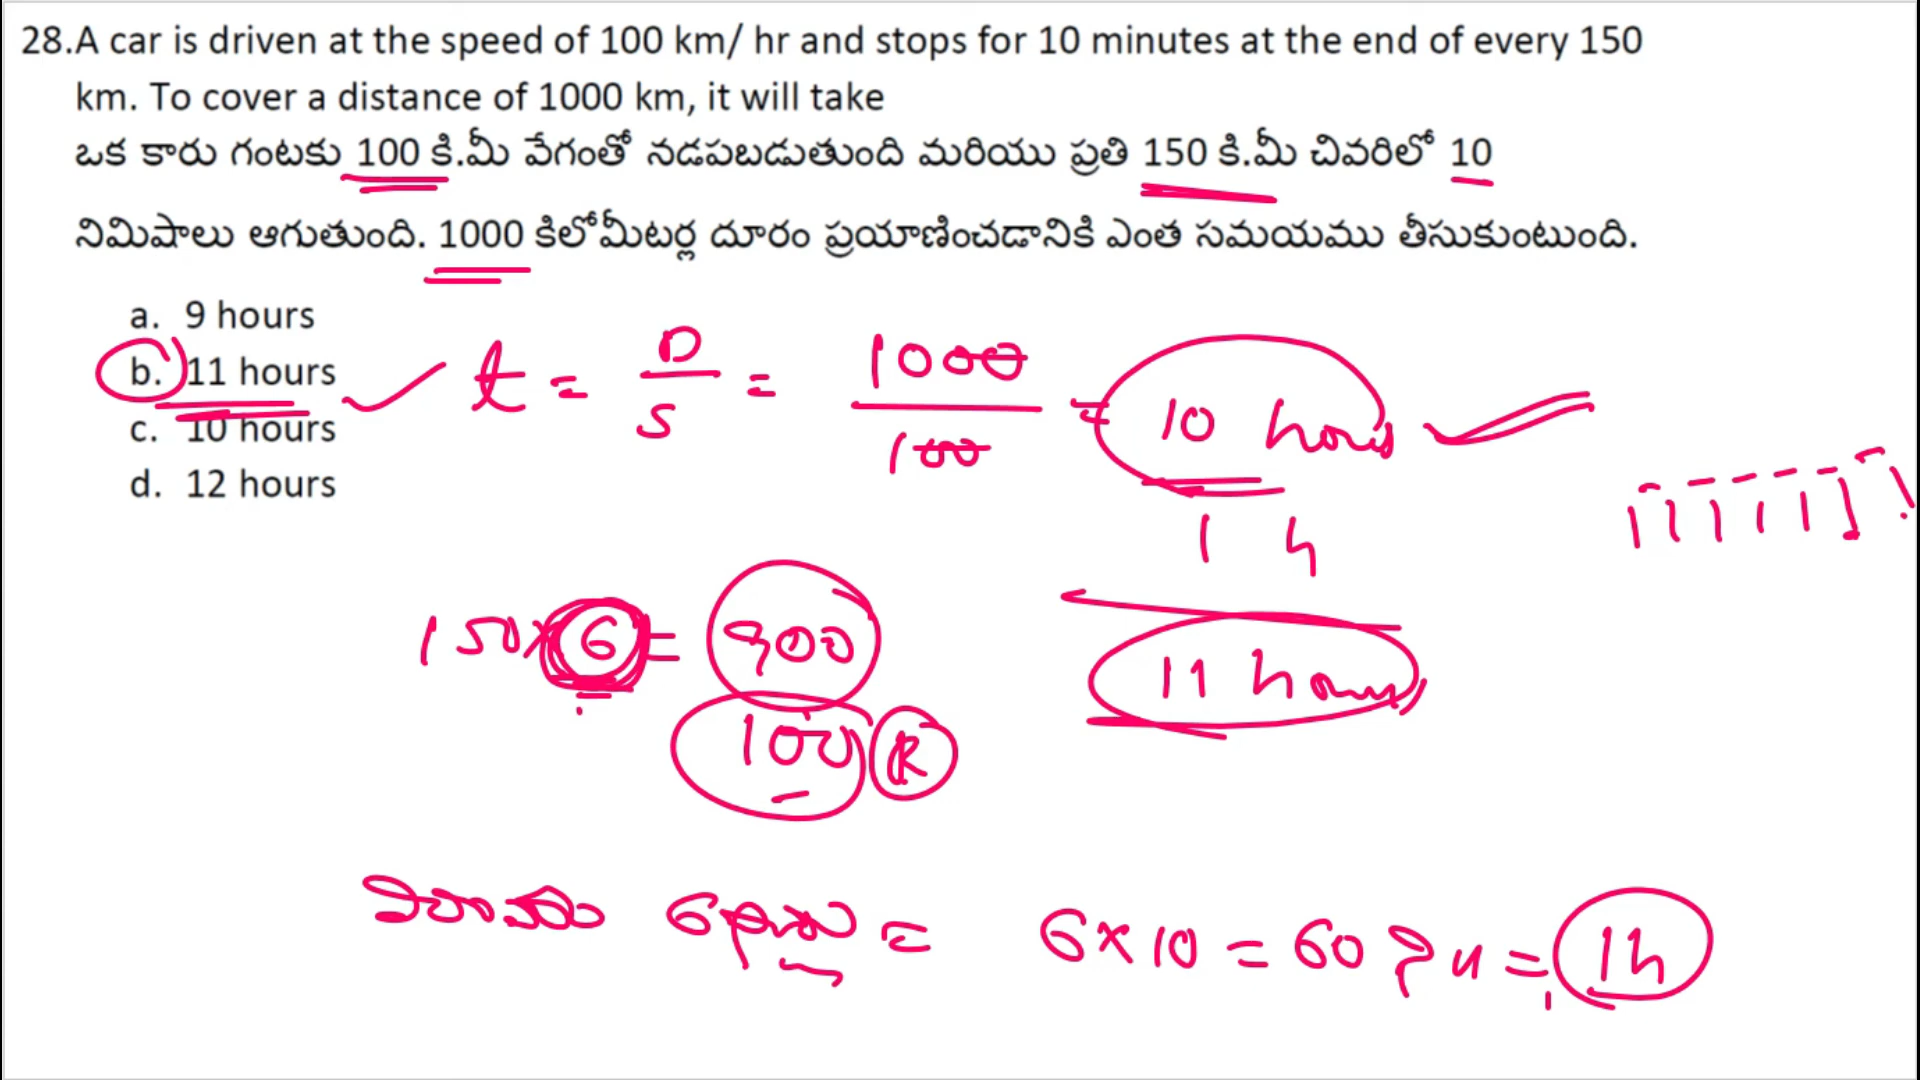 28.A car is driven at the speed of 100 km/ hr and stops for 10 minutes at the end of every 150
km. To cover a distance of 1000 km, it will take
ఒక కారు గంటకు 100 కి.మీ వేగంతో నడపబడుతుంది మరియు ప్రతి 150 కి.మీ చివరిలో 10
నిమిషాలు ఆగుతుంది. 1000 కిలోమీటర్ల దూరం ప్రయాణించడానికి ఎంత సమయము తీసుకుంటుంది.
a. 9 hours
b. 11 hours
c. 10 hours
d. 12 hours
t = D/S = 1000/100 = 10 hours
1 h
11 hours
150×6 = 900
100 R
6×10 = 60 = 1h